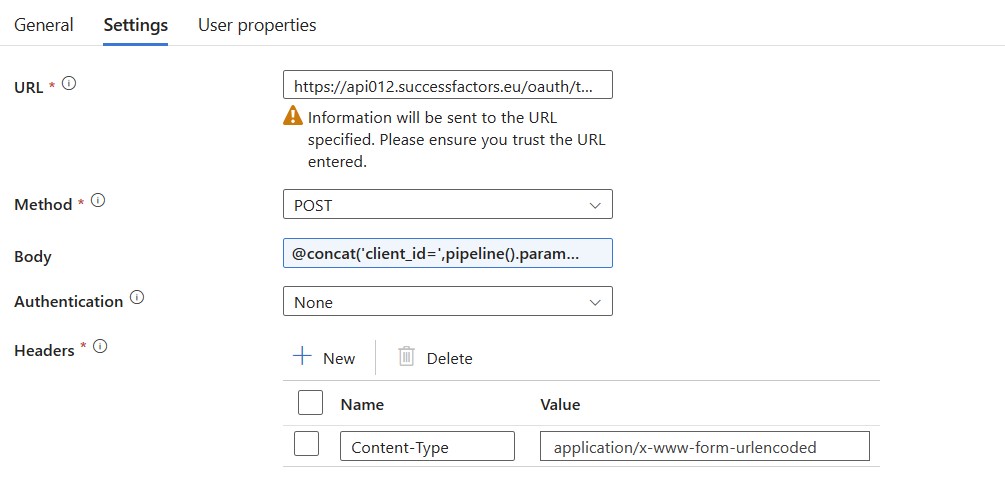 General Settings User properties
URL *
https://api012.successfactors.eu/oauth/t...
Information will be sent to the URL
specified. Please ensure you trust the URL
entered.
Method * POST
Body @concat('client_id=',pipeline().param...
Authentication None
Headers * New Delete
Name Value
Content-Type application/x-www-form-urlencoded